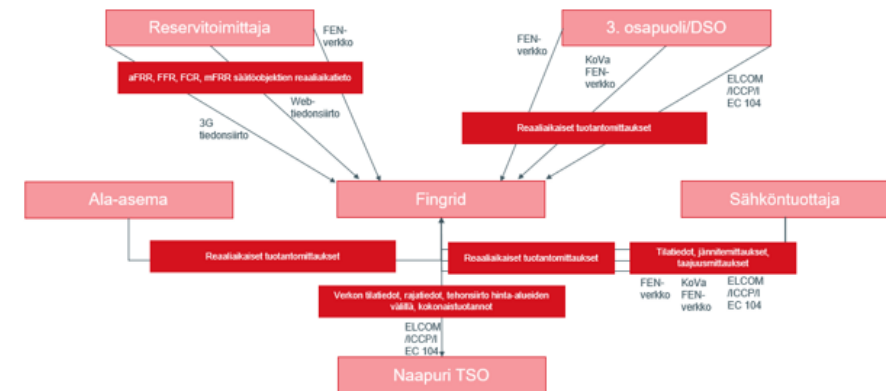 Reservitoimittaja
FEN-
verkko
FEN-
verkko
3. osapuoli/DSO
KoVa
FEN-
verkko
aFRR, FFR, FCR, mFRR säätöobjektien reaaliaikatieto
ELCOM
/ICCP/I
EC 104
3G
tiedonsiirto
Web-
tiedonsiirto
Reaaliaikaiset tuotantomittaukset
Ala-asema
Fingrid
Sähköntuottaja
Reaaliaikaiset tuotantomittaukset
Reaaliaikaiset tuotantomittaukset
Tilatiedot, jännitemittaukset,
taajuusmittaukset
FEN-
verkko
KoVa
FEN-
verkko
ELCOM
/ICCP/I
EC 104
Verkon tilatiedot, rajatiedot, tehonsiirto hinta-alueiden
välillä, kokonaistuotannot
ELCOM
/ICCP/I
EC 104
Naapuri TSO